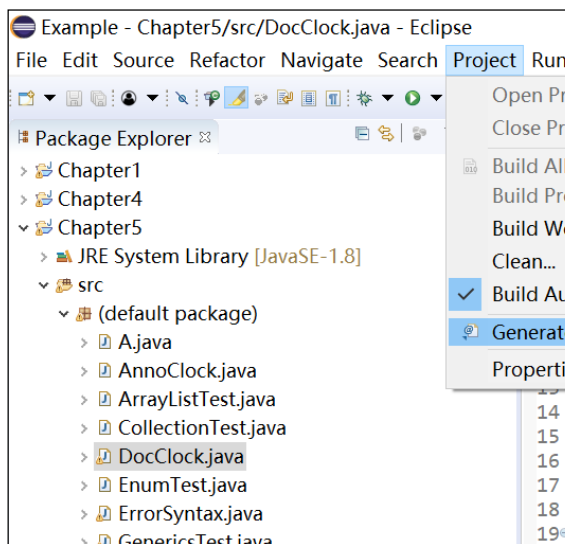 Example - Chapter5/src/DocClock.java - Eclipse
File Edit Source Refactor Navigate Search Project Run
Package Explorer
Chapter1
Chapter4
Chapter5
JRE System Library [JavaSE-1.8]
src
(default package)
A.java
AnnoClock.java
ArrayListTest.java
CollectionTest.java
DocClock.java
EnumTest.java
ErrorSyntax.java
GenericsTest.java
Open Pr
Close Pr
Build All
Build Pro
Build Wo
Clean...
Build Au
Generat
Properti
13
14
15
16
17
18
19